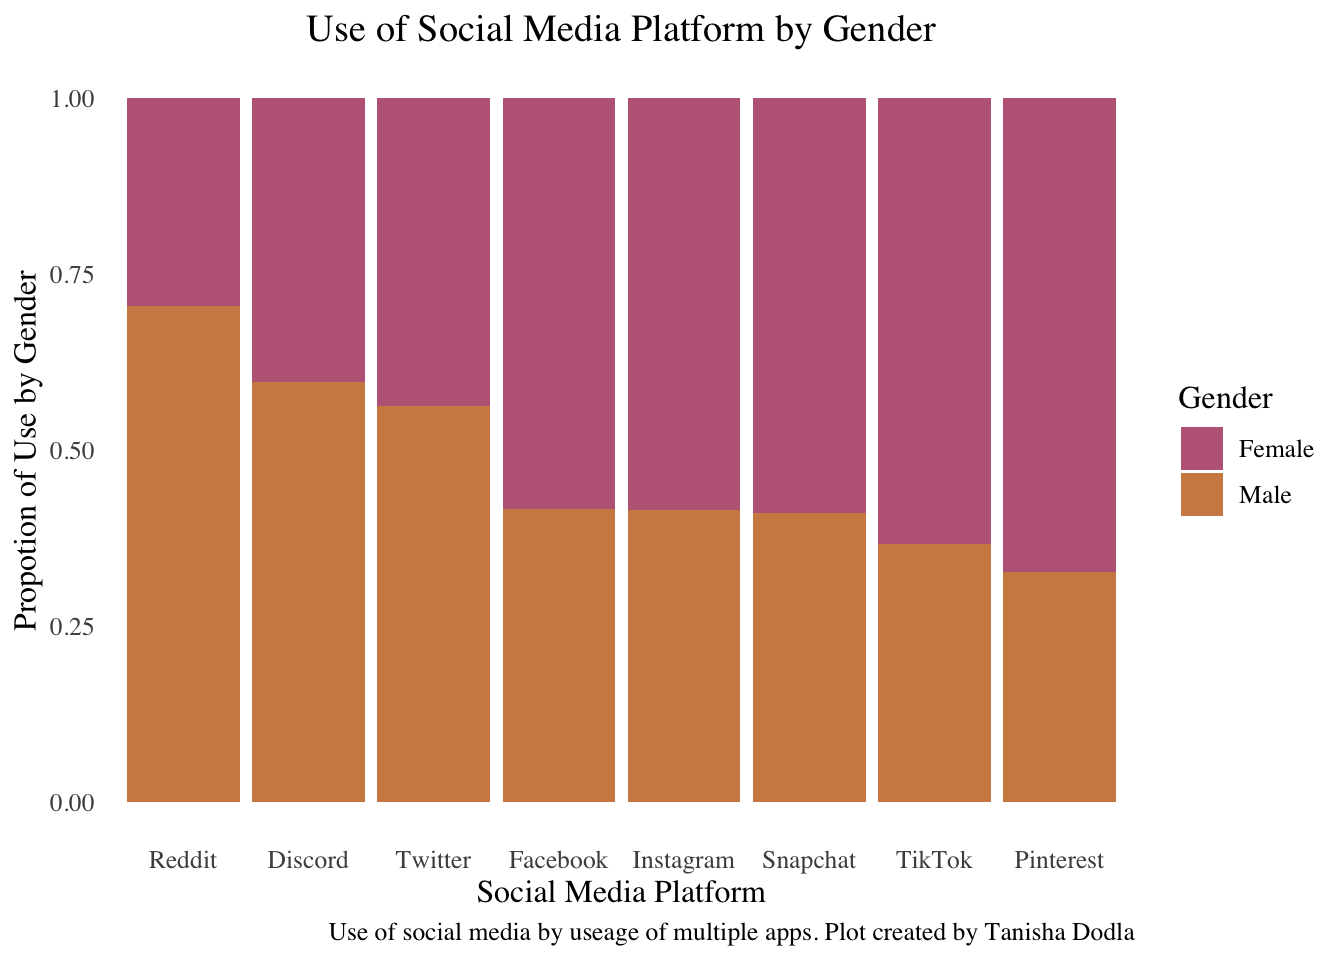 Use of Social Media Platform by Gender
Propotion of Use by Gender
1.00
0.75
0.50
0.25
0.00
Reddit Discord Twitter Facebook Instagram Snapchat TikTok Pinterest
Social Media Platform
Use of social media by useage of multiple apps. Plot created by Tanisha Dodla
Gender
Female
Male